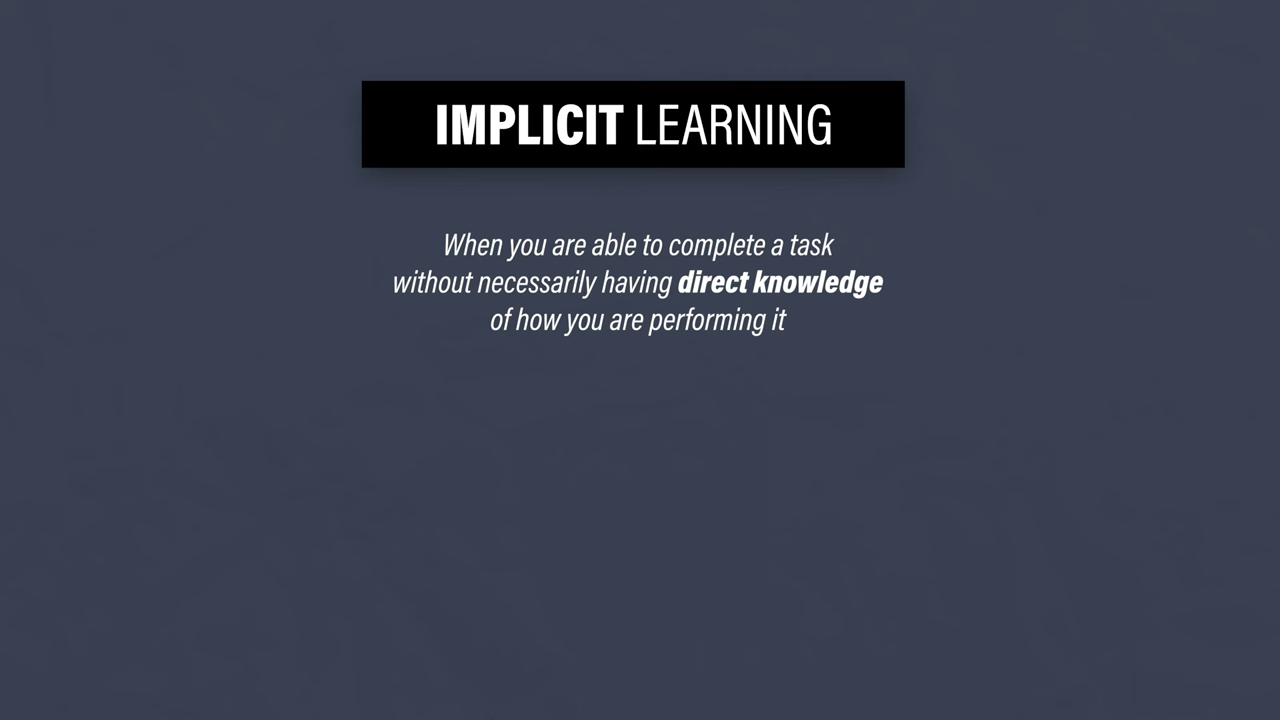 IMPLICIT LEARNING
When you are able to complete a task
without necessarily having direct knowledge
of how you are performing it